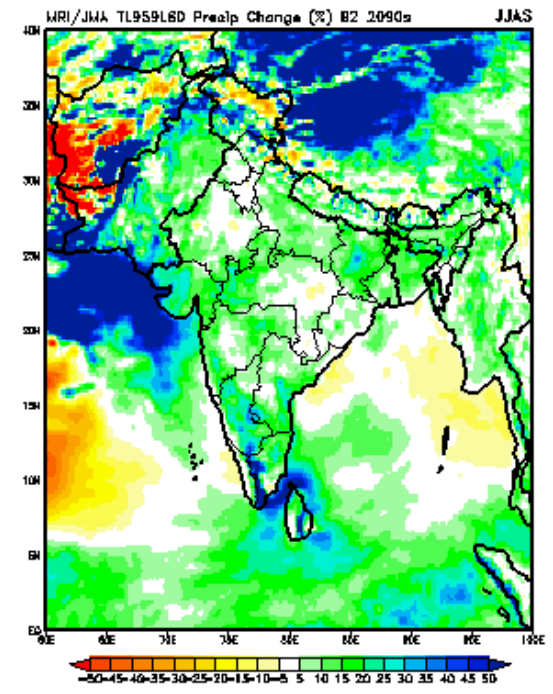 MRI/JMA TL959L60 Precip Change (%) B2 2090s JJAS
40N
35N
30N
25N
20N
15N
10N
5N
EQ
60E 65E 70E 75E 80E 85E 90E 95E 100E
-50-45-40-35-30-25-20-15-10-5 5 10 15 20 25 30 35 40 45 50